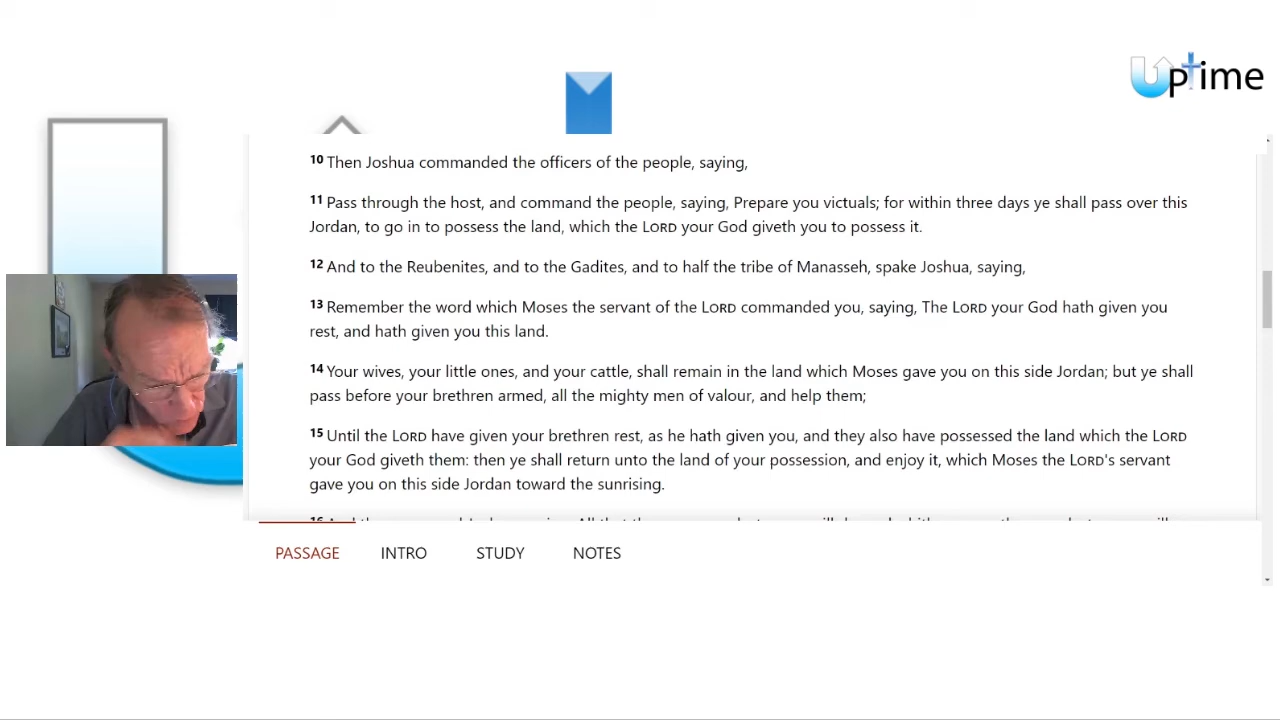 Uptime
10 Then Joshua commanded the officers of the people, saying,
11 Pass through the host, and command the people, saying, Prepare you victuals; for within three days ye shall pass over this
Jordan, to go in to possess the land, which the LORD your God giveth you to possess it.
12 And to the Reubenites, and to the Gadites, and to half the tribe of Manasseh, spake Joshua, saying,
13 Remember the word which Moses the servant of the LORD commanded you, saying, The LORD your God hath given you
rest, and hath given you this land.
14 Your wives, your little ones, and your cattle, shall remain in the land which Moses gave you on this side Jordan; but ye shall
pass before your brethren armed, all the mighty men of valour, and help them;
15 Until the LORD have given your brethren rest, as he hath given you, and they also have possessed the land which the LORD
your God giveth them: then ye shall return unto the land of your possession, and enjoy it, which Moses the LORD's servant
gave you on this side Jordan toward the sunrising.
PASSAGE INTRO STUDY NOTES